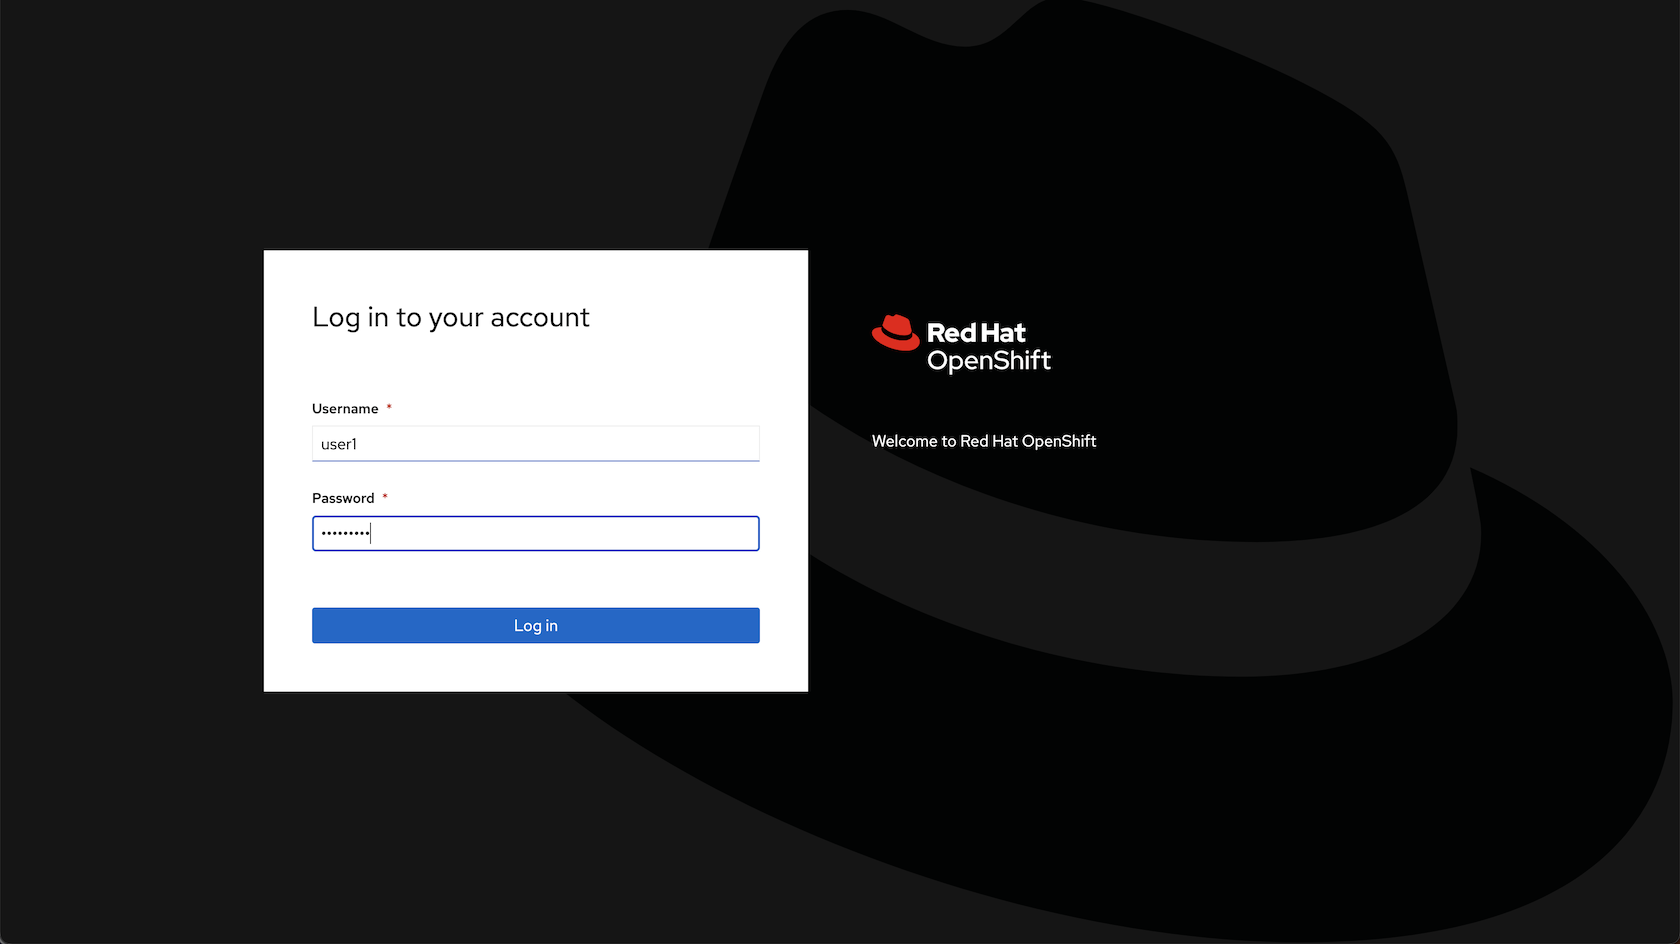 Log in to your account
Username *
user1
Password *
•••••••••
Log in
Red Hat
OpenShift
Welcome to Red Hat OpenShift